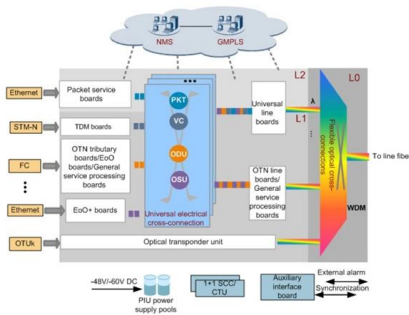 NMS
GMPLS
L2
L0
Ethernet
Packet service
boards
PKT
Universal
line
boards
L1
STM-N
TDM boards
VC
FC
OTN tributary
boards/EoO
boards/General
service processing
boards
ODU
OSU
OTN line
boards/
General
service
processing
boards
Flexible optical cross-
connections
To line fiber
WDM
Ethernet
EoO+ boards
Universal electrical
cross-connection
OTUk
Optical transponder unit
-48V/-60V DC
PIU power
supply pools
1+1 SCC/
CTU
Auxiliary
interface
board
External alarm
Synchronization